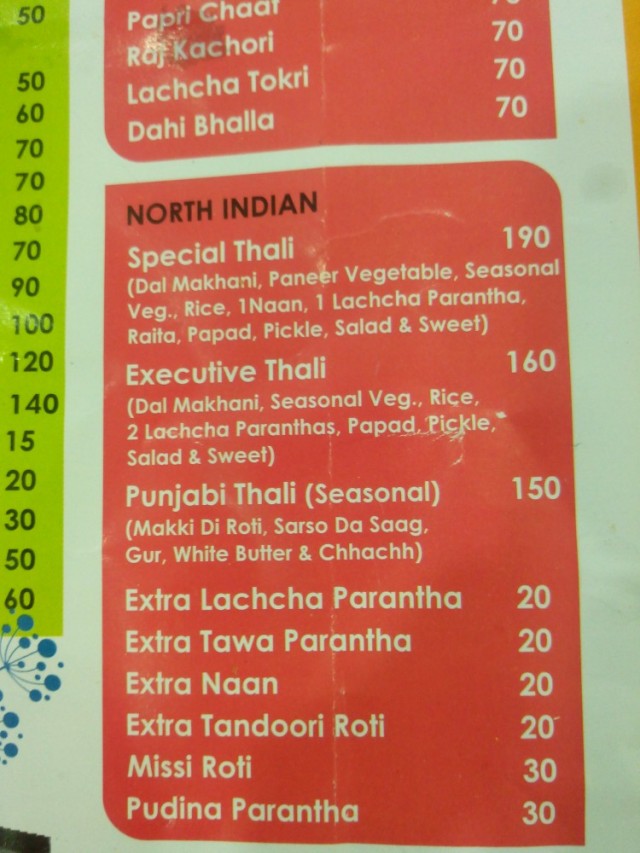 50
50
60
70
70
80
70
90
100
120
140
15
20
30
50
60
Papri Chaat 70
Raj Kachori 70
Lachcha Tokri 70
Dahi Bhalla 70
NORTH INDIAN
Special Thali 190
(Dal Makhani, Paneer Vegetable, Seasonal
Veg., Rice, 1Naan, 1 Lachcha Parantha,
Raita, Papad, Pickle, Salad & Sweet)
Executive Thali 160
(Dal Makhani, Seasonal Veg., Rice,
2 Lachcha Paranthas, Papad, Pickle,
Salad & Sweet)
Punjabi Thali (Seasonal) 150
(Makki Di Roti, Sarso Da Saag,
Gur, White Butter & Chhachh)
Extra Lachcha Parantha 20
Extra Tawa Parantha 20
Extra Naan 20
Extra Tandoori Roti 20
Missi Roti 30
Pudina Parantha 30